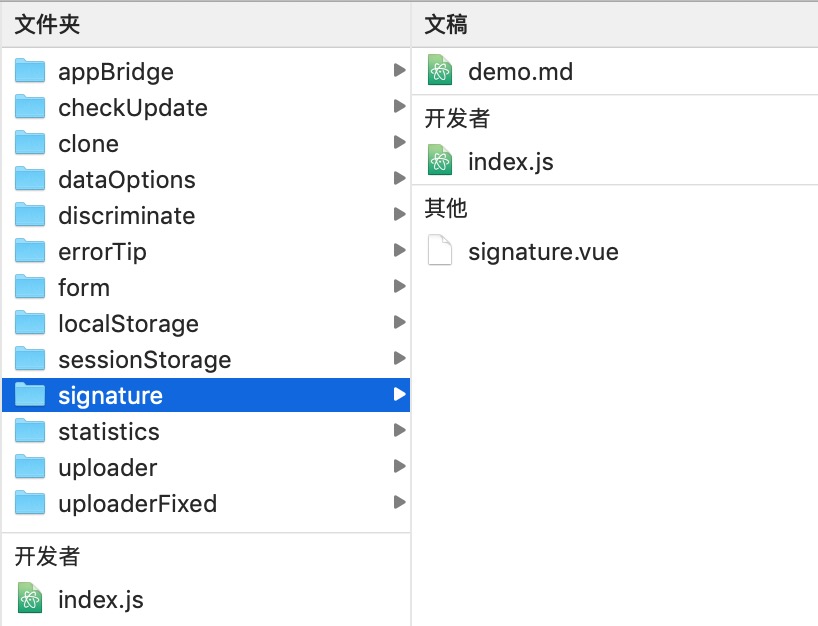 文件夹
appBridge
checkUpdate
clone
dataOptions
discriminate
errorTip
form
localStorage
sessionStorage
signature
statistics
uploader
uploaderFixed
开发者
index.js
文稿
demo.md
开发者
index.js
其他
signature.vue